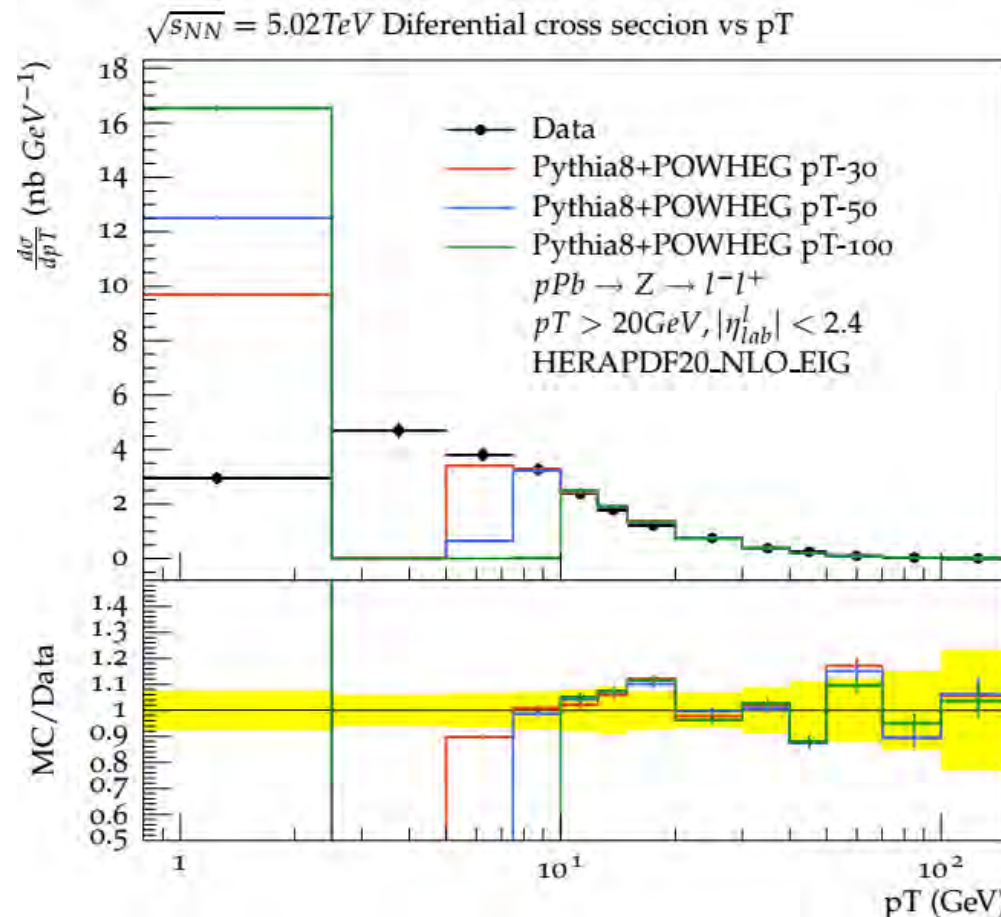 √s_NN = 5.02TeV Diferential cross seccion vs pT
dσ/dpT (nb GeV⁻¹)
18
16
14
12
10
8
6
4
2
0
Data
Pythia8+POWHEG pT-30
Pythia8+POWHEG pT-50
Pythia8+POWHEG pT-100
pPb → Z → l⁻l⁺
pT > 20GeV, |η^l_lab| < 2.4
HERAPDF20_NLO_EIG
MC/Data
1.4
1.3
1.2
1.1
1
0.9
0.8
0.7
0.6
0.5
1
10¹
10²
pT (GeV)